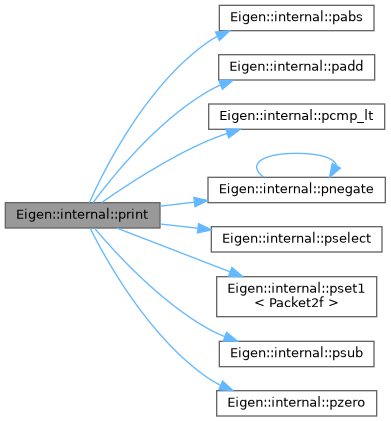 Eigen::internal::pabs
Eigen::internal::padd
Eigen::internal::pcmp_lt
Eigen::internal::pnegate
Eigen::internal::print
Eigen::internal::pselect
Eigen::internal::pset1
< Packet2f >
Eigen::internal::psub
Eigen::internal::pzero